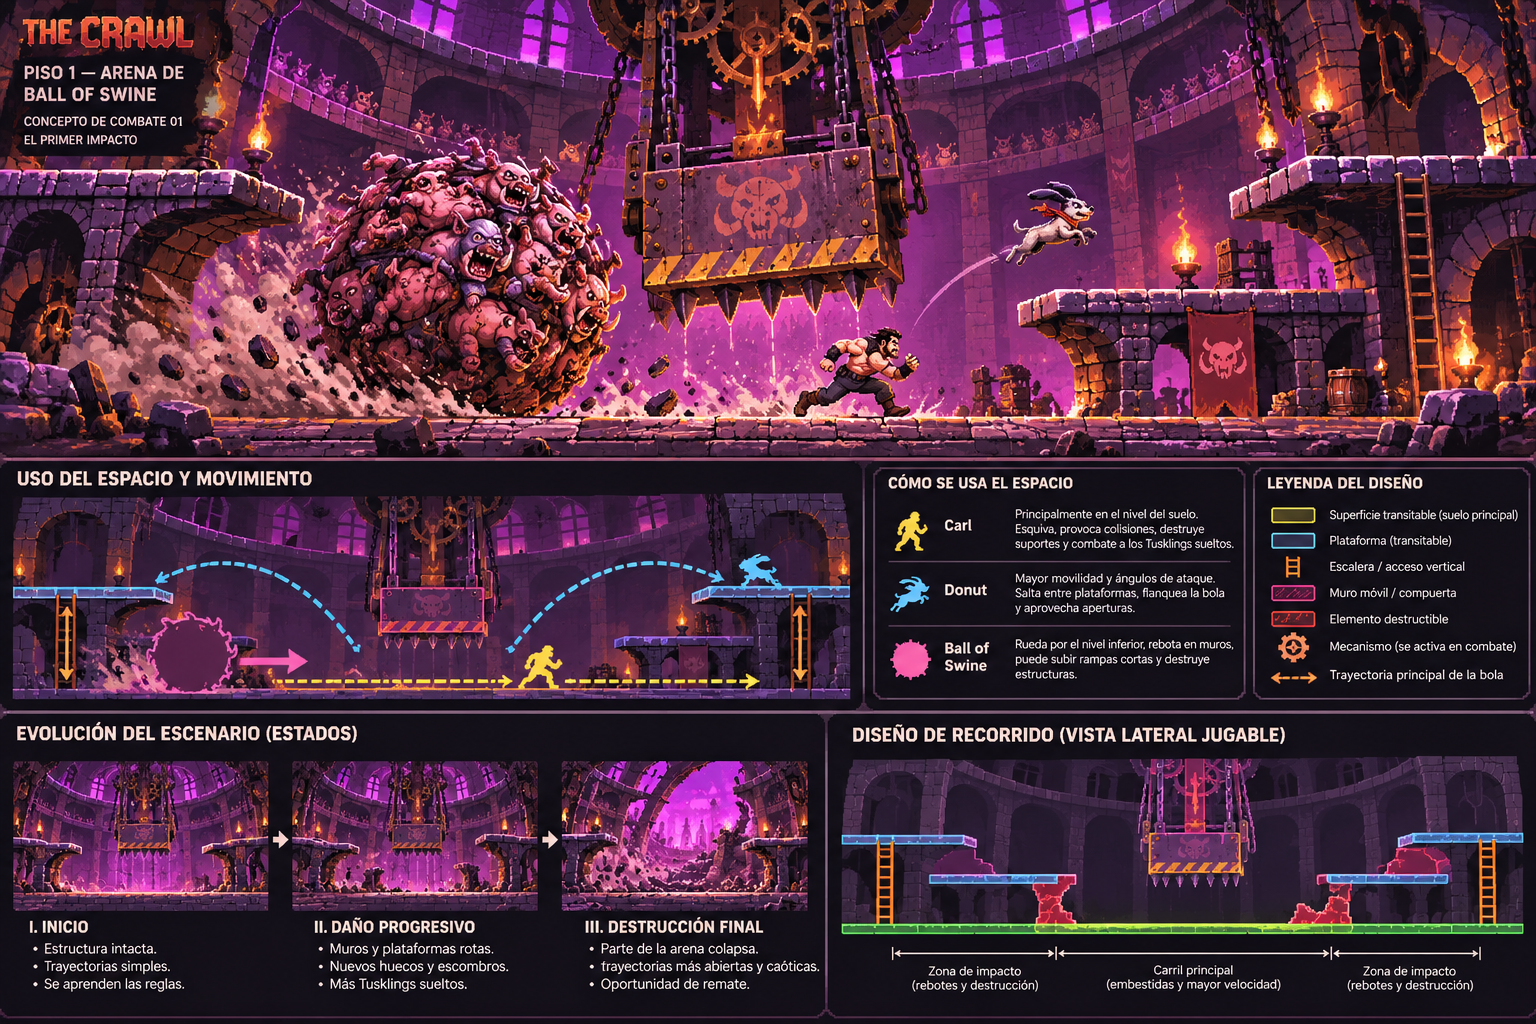 THE CRAWL
PISO 1 — ARENA DE
BALL OF SWINE
CONCEPTO DE COMBATE 01
EL PRIMER IMPACTO
USO DEL ESPACIO Y MOVIMIENTO
CÓMO SE USA EL ESPACIO
Carl
Principalmente en el nivel del suelo.
Esquiva, provoca colisiones, destruye
suportes y combate a los Tusklings sueltos.
Donut
Mayor movilidad y ángulos de ataque.
Salta entre plataformas, flanquea la bola
y aprovecha aperturas.
Ball of
Swine
Rueda por el nivel inferior, rebota en muros,
puede subir rampas cortas y destruye
estructuras.
LEYENDA DEL DISEÑO
Superficie transitable (suelo principal)
Plataforma (transitable)
Escalera / acceso vertical
Muro móvil / compuerta
Elemento destructible
Mecanismo (se activa en combate)
Trayectoria principal de la bola
EVOLUCIÓN DEL ESCENARIO (ESTADOS)
I. INICIO
• Estructura intacta.
• Trayectorias simples.
• Se aprenden las reglas.
II. DAÑO PROGRESIVO
• Muros y plataformas rotas.
• Nuevos huecos y escombros.
• Más Tusklings sueltos.
III. DESTRUCCIÓN FINAL
• Parte de la arena colapsa.
• trayectorias más abiertas y caóticas.
• Oportunidad de remate.
DISEÑO DE RECORRIDO (VISTA LATERAL JUGABLE)
Zona de impacto
(rebotes y destrucción)
Carril principal
(embestidas y mayor velocidad)
Zona de impacto
(rebotes y destrucción)